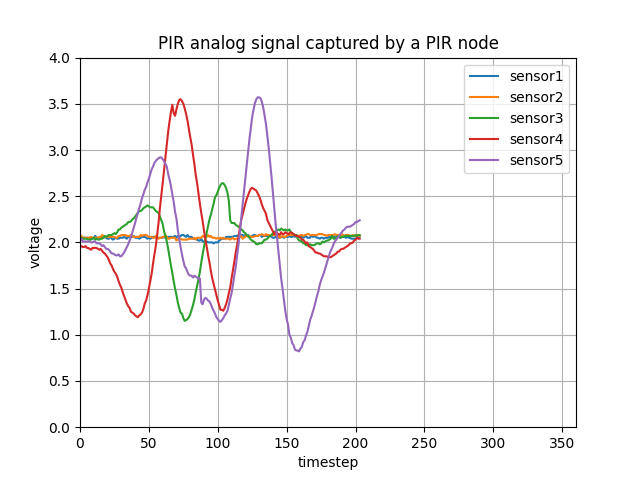 PIR analog signal captured by a PIR node
4.0
3.5
3.0
2.5
2.0
1.5
1.0
0.5
0.0
voltage
sensor1
sensor2
sensor3
sensor4
sensor5
0 50 100 150 200 250 300 350
timestep